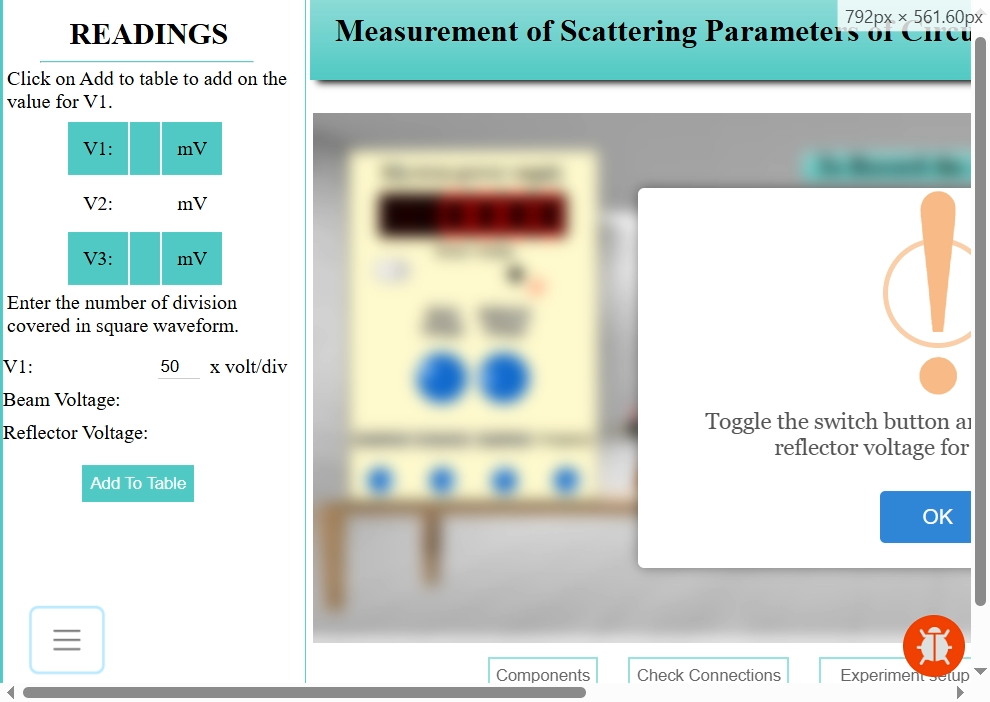 792px × 561.60px
READINGS
Measurement of Scattering Parameters of Circu
Click on Add to table to add on the
value for V1.
V1: mV
V2: mV
V3: mV
Enter the number of division
covered in square waveform.
V1: 50 x volt/div
Beam Voltage:
Reflector Voltage:
Add To Table
Toggle the switch button an
reflector voltage for
OK
Components
Check Connections
Experiment setup